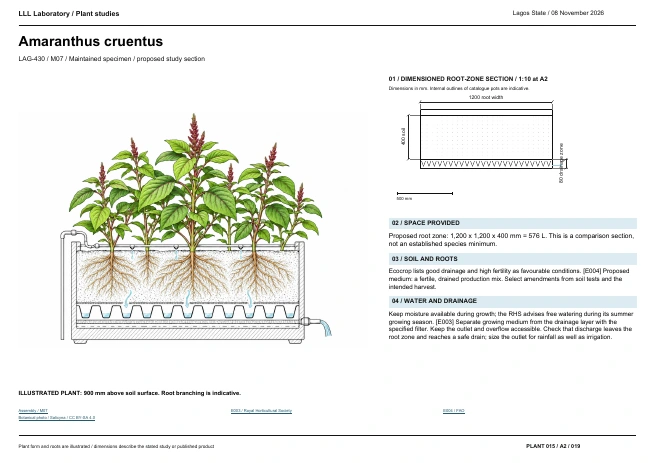 LLL Laboratory / Plant studies
Lagos State / 08 November 2026
Amaranthus cruentus
LAG-430 / M07 / Maintained specimen / proposed study section
01 / DIMENSIONED ROOT-ZONE SECTION / 1:10 at A2
Dimensions in mm. Internal outlines of catalogue pots are indicative.
1200 root width
400 soil
80 drainage zone
500 mm
02 / SPACE PROVIDED
Proposed root zone: 1,200 x 1,200 x 400 mm = 576 L. This is a comparison section,
not an established species minimum.
03 / SOIL AND ROOTS
Ecocrop lists good drainage and high fertility as favourable conditions. [E004] Proposed
medium: a fertile, drained production mix. Select amendments from soil tests and the
intended harvest.
04 / WATER AND DRAINAGE
Keep moisture available during growth; the RHS advises free watering during its summer
growing season. [E003] Separate growing medium from the drainage layer with the
specified filter. Keep the outlet and overflow accessible. Check that discharge leaves the
root zone and reaches a safe drain; size the outlet for rainfall as well as irrigation.
ILLUSTRATED PLANT: 900 mm above soil surface. Root branching is indicative.
Assembly / M07
E003 / Royal Horticultural Society
E004 / FAO
Botanical photo / Salicyna / CC BY-SA 4.0
Plant form and roots are illustrated / dimensions describe the stated study or published product
PLANT 015 / A2 / 019